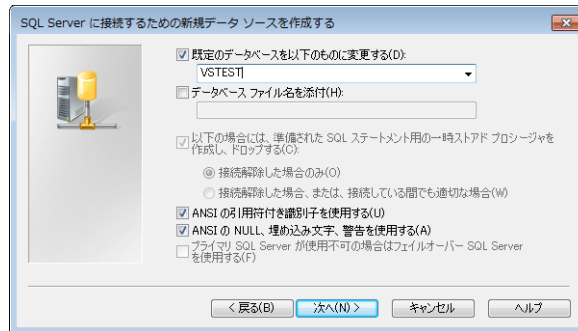 SQL Server に接続するための新規データ ソースを作成する
既定のデータベースを以下のものに変更する(D):
VSTEST
データベース ファイル名を添付(H):
以下の場合には、準備された SQL ステートメント用の一時ストアド プロシージャを
作成し、ドロップする(C):
接続解除した場合のみ(O)
接続解除した場合、または、接続している間でも適切な場合(W)
ANSI の引用符付き識別子を使用する(U)
ANSI の NULL、埋め込み文字、警告を使用する(A)
プライマリ SQL Server が使用不可の場合はフェイルオーバー SQL Server
を使用する(F)
< 戻る(B)
次へ(N) >
キャンセル
ヘルプ